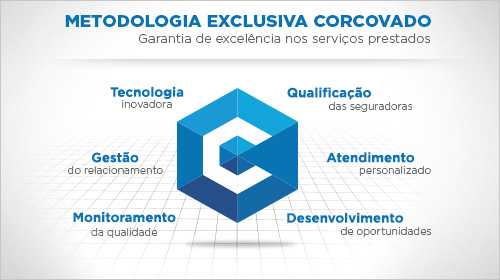 METODOLOGIA EXCLUSIVA CORCOVADO
Garantia de excelência nos serviços prestados
Tecnologia
inovadora
Qualificação
das seguradoras
Gestão
do relacionamento
Atendimento
personalizado
Monitoramento
da qualidade
Desenvolvimento
de oportunidades